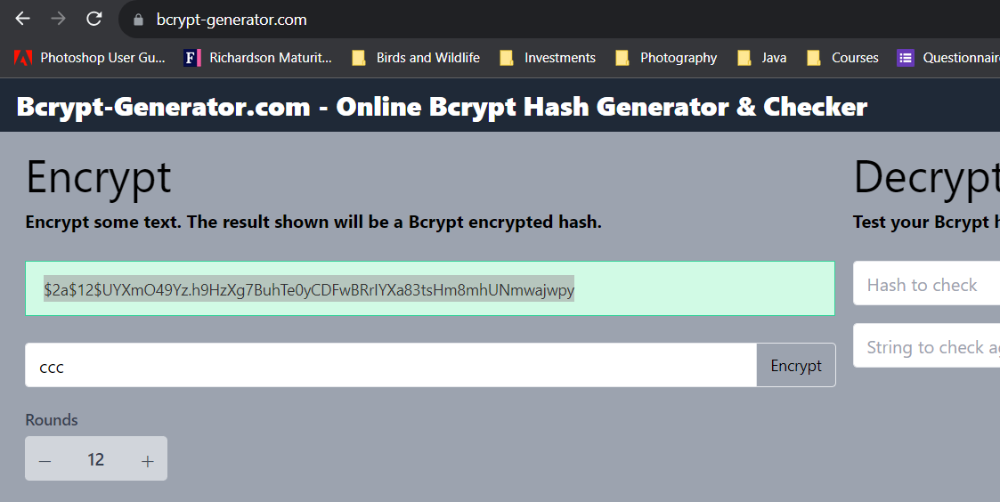 bcrypt-generator.com
Photoshop User Gu... Richardson Maturit... Birds and Wildlife Investments Photography Java Courses Questionnair
Bcrypt-Generator.com - Online Bcrypt Hash Generator & Checker
Encrypt
Encrypt some text. The result shown will be a Bcrypt encrypted hash.
$2a$12$UYXmO49Yz.h9HzXg7BuhTe0yCDFwBRrIYXa83tsHm8mhUNmwajwpy
ccc
Encrypt
Rounds
– 12 +
Decrypt
Test your Bcrypt h
Hash to check
String to check ag